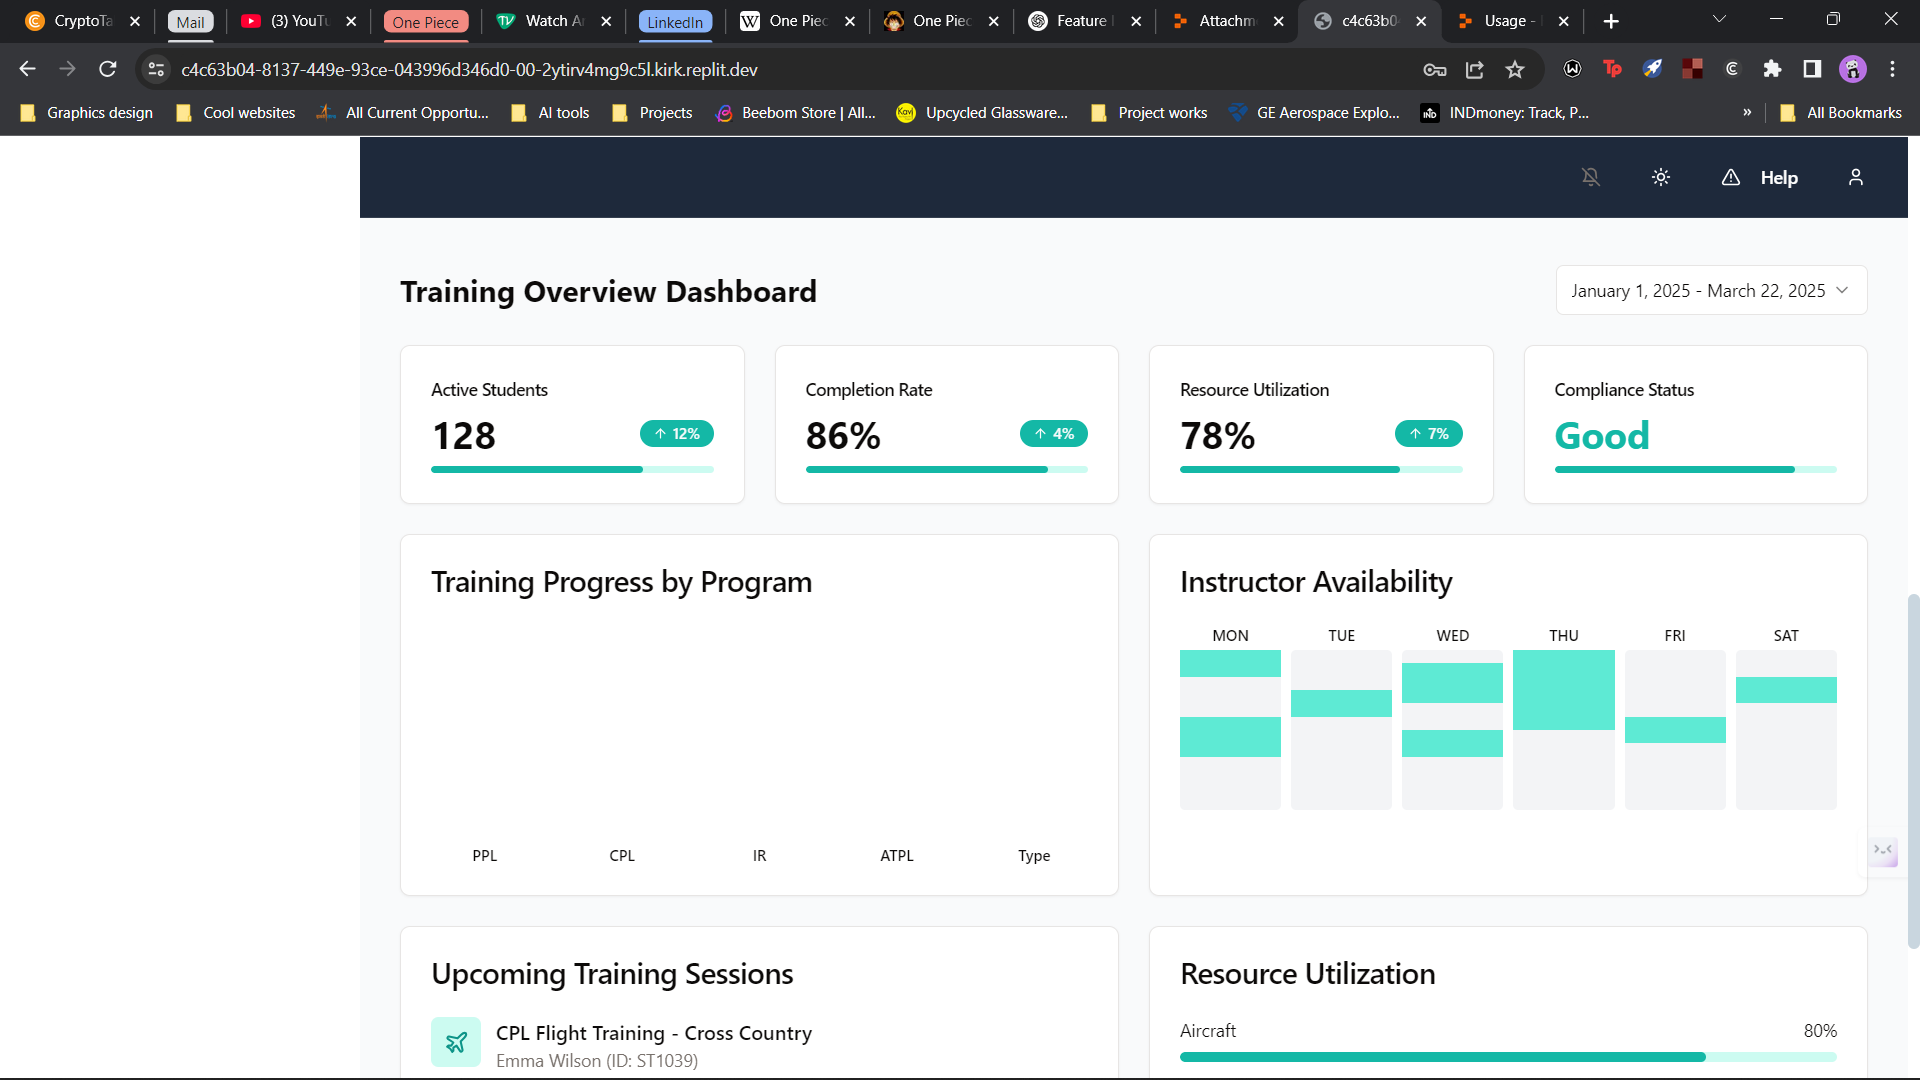 CryptoTa
Mail
(3) YouTu
One Piece
Watch An
LinkedIn
One Piec
One Piec
Feature
Attachm
c4c63b0
Usage -
c4c63b04-8137-449e-93ce-043996d346d0-00-2ytirv4mg9c5l.kirk.replit.dev
Graphics design
Cool websites
All Current Opportu...
AI tools
Projects
Beebom Store | All...
Upcycled Glassware...
Project works
GE Aerospace Explo...
INDmoney: Track, P...
»
All Bookmarks
Help
Training Overview Dashboard
January 1, 2025 - March 22, 2025
Active Students
128
↑ 12%
Completion Rate
86%
↑ 4%
Resource Utilization
78%
↑ 7%
Compliance Status
Good
Training Progress by Program
PPL CPL IR ATPL Type
Instructor Availability
MON TUE WED THU FRI SAT
Upcoming Training Sessions
CPL Flight Training - Cross Country
Emma Wilson (ID: ST1039)
Resource Utilization
Aircraft 80%